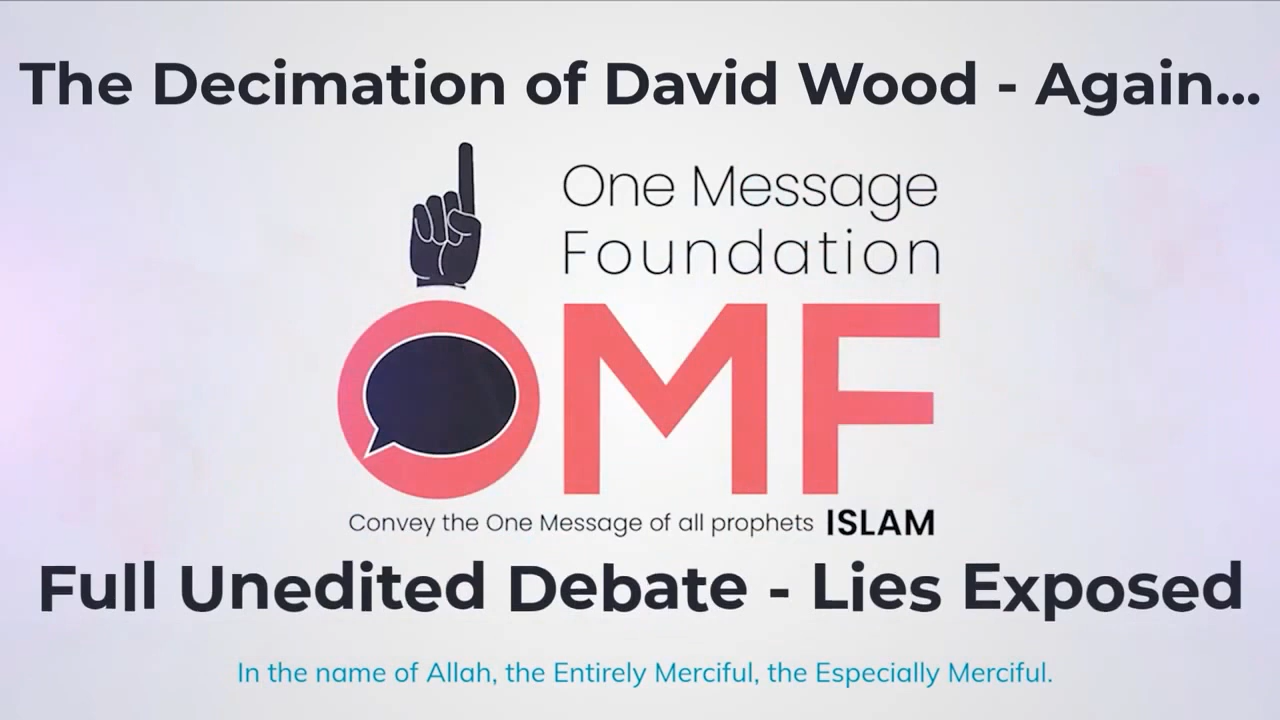 The Decimation of David Wood - Again...
One Message
Foundation
OMF
Convey the One Message of all prophets ISLAM
Full Unedited Debate - Lies Exposed
In the name of Allah, the Entirely Merciful, the Especially Merciful.